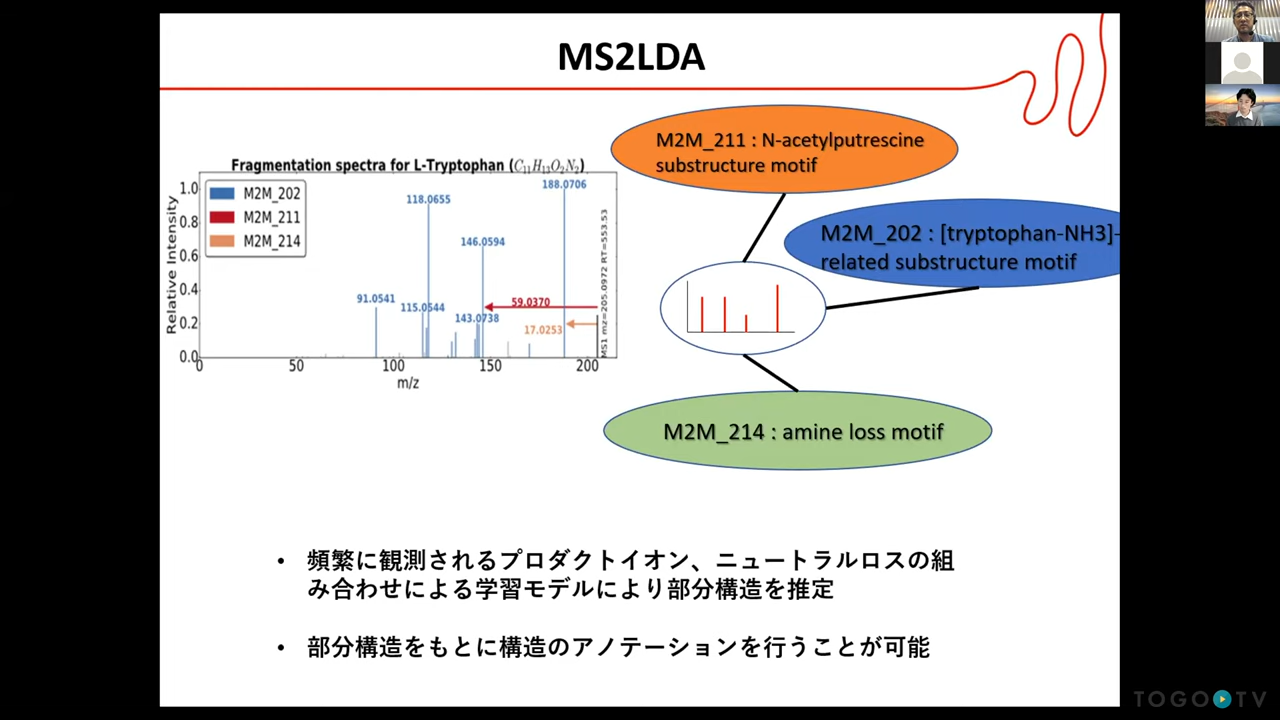 MS2LDA
Fragmentation spectra for L-Tryptophan (C11H13O2N2)
M2M_202
M2M_211
M2M_214
Relative Intensity
1.0
0.8
0.6
0.4
0.2
0.0
0
50
100
150
200
m/z
91.0541
115.0544
118.0655
143.0738
146.0594
188.0706
59.0370
17.0253
MS1 mz=205.0972 RT=553.53
M2M_211 : N-acetylputrescine
substructure motif
M2M_202 : [tryptophan-NH3]-
related substructure motif
M2M_214 : amine loss motif
• 頻繁に観測されるプロダクトイオン、ニュートラルロスの組
み合わせによる学習モデルにより部分構造を推定
• 部分構造をもとに構造のアノテーションを行うことが可能
TOGO TV